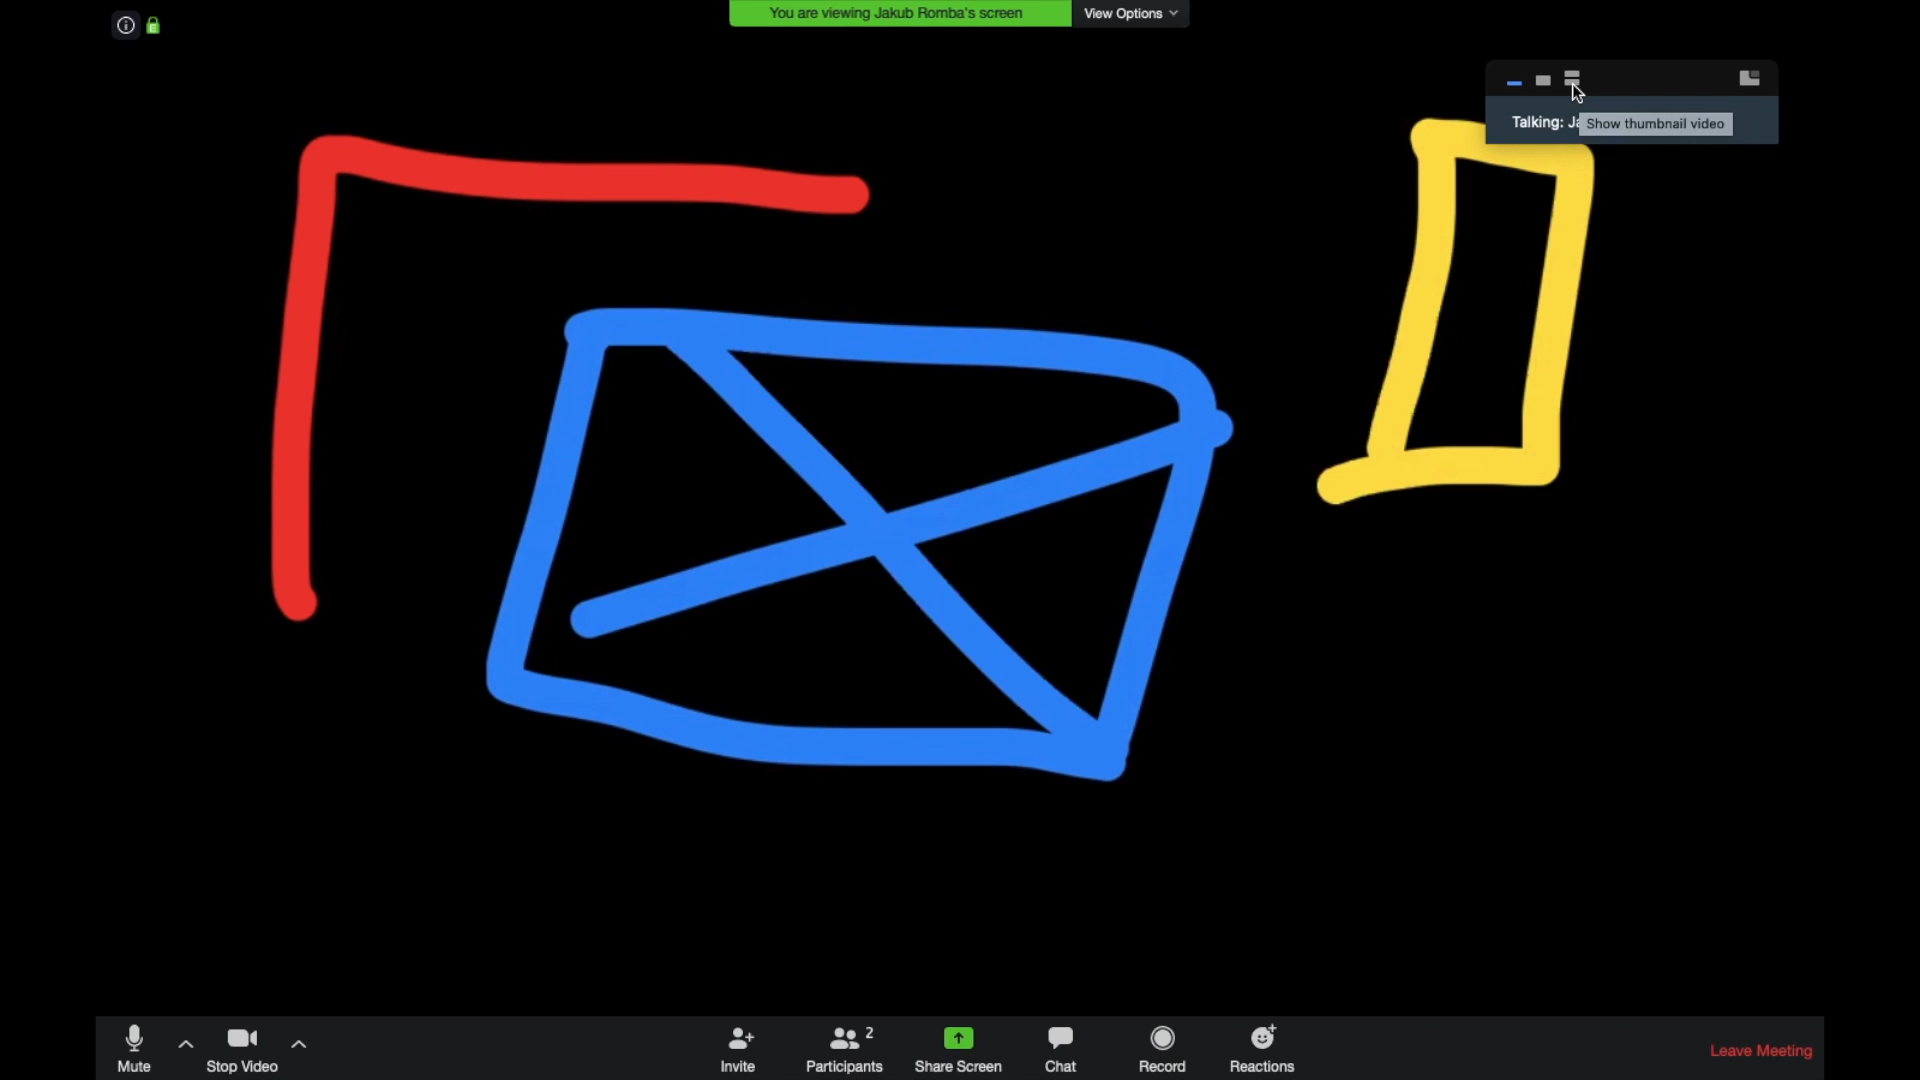 You are viewing Jakub Romba's screen
View Options
Talking:
Show thumbnail video
2
Mute
Stop Video
Invite
Participants
Share Screen
Chat
Record
Reactions
Leave Meeting